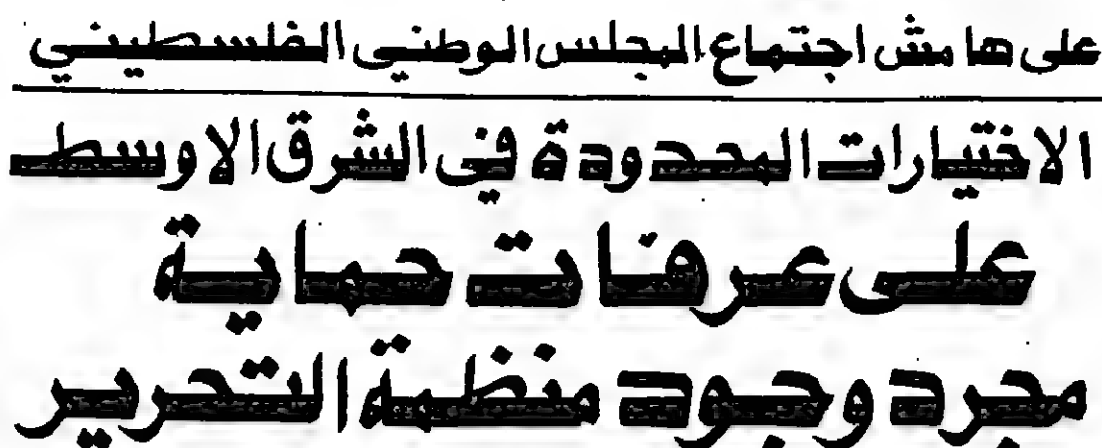 على هامش اجتماع المجلس الوطني الفلسطيني
الاختيارات المحدودة في الشرق الاوسط
على عرفات حماية
مجرد وجود منظمة التحرير